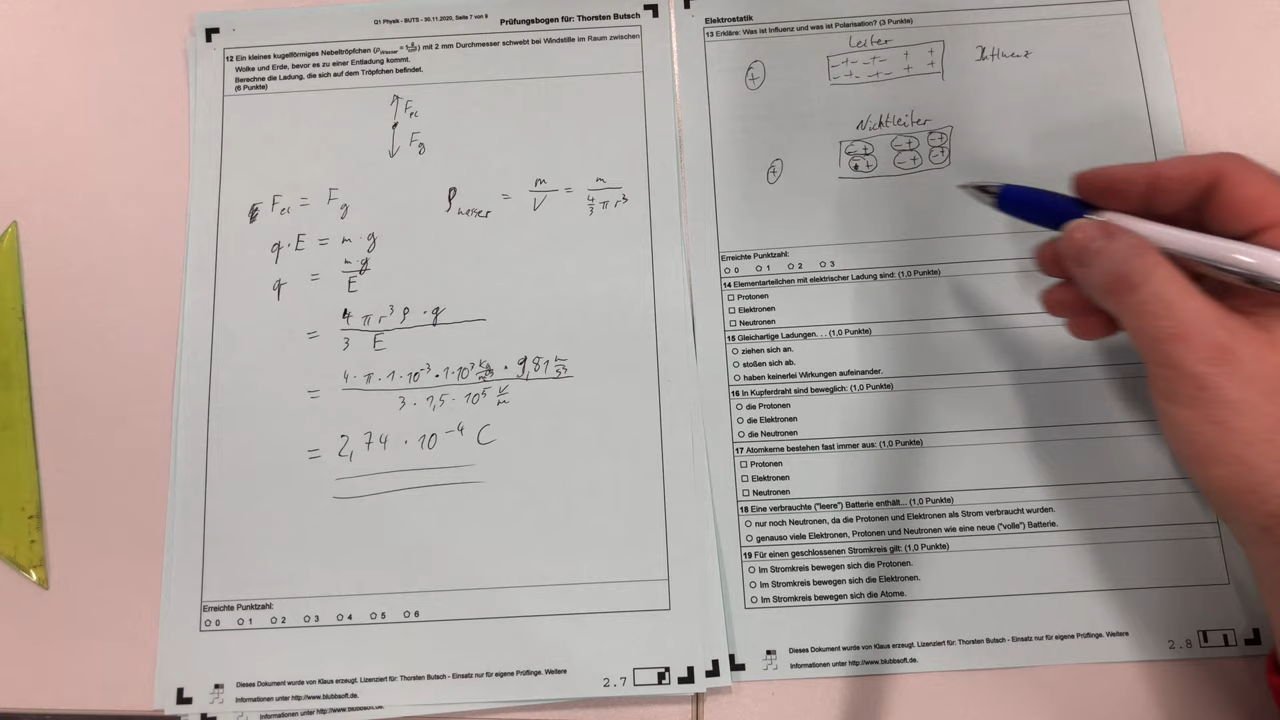 Q1 Physik - BUTS - 30.11.2020, Seite 7 von 8
Prüfungsbogen für: Thorsten Butsch
12 Ein kleines kugelförmiges Nebeltröpfchen (ρWasser = 1 g/cm³) mit 2 mm Durchmesser schwebt bei Windstille im Raum zwischen
Wolke und Erde, bevor es zu einer Entladung kommt.
Berechne die Ladung, die sich auf dem Tröpfchen befindet.
(6 Punkte)
F_el
F_g
F_el = F_g
ρ_wasser = m/V = m/(4/3 π r³)
q·E = m·g
q = m·g/E
= 4 π r³ ρ · g / 3 E
= 4·π·1·10⁻³·1·10³ kg/m³ · 9,81 m/s² / 3·1,5·10⁵ V/m
= 2,74 · 10⁻⁴ C
Erreichte Punktzahl:
0 1 2 3 4 5 6
Dieses Dokument wurde von Klaus erzeugt. Lizenziert für: Thorsten Butsch - Einsatz nur für eigene Prüflinge. Weitere
Informationen unter http://www.blubbsoft.de.
2.7
Informationen unter http://www.blubbsoft.de.
Elektrostatik
13 Erkläre: Was ist Influenz und was ist Polarisation? (3 Punkte)
Leiter
Influenz
+
-+-+ + +
-+-+ + +
Nichtleiter
+
-+ -+ -+
-+ -+ -+
Erreichte Punktzahl:
0 1 2 3
14 Elementarteilchen mit elektrischer Ladung sind: (1,0 Punkte)
Protonen
Elektronen
Neutronen
15 Gleichartige Ladungen. . . (1,0 Punkte)
ziehen sich an.
stoßen sich ab.
haben keinerlei Wirkungen aufeinander.
16 In Kupferdraht sind beweglich: (1,0 Punkte)
die Protonen
die Elektronen
die Neutronen
17 Atomkerne bestehen fast immer aus: (1,0 Punkte)
Protonen
Elektronen
Neutronen
18 Eine verbrauchte ("leere") Batterie enthält... (1,0 Punkte)
nur noch Neutronen, da die Protonen und Elektronen als Strom verbraucht wurden.
genauso viele Elektronen, Protonen und Neutronen wie eine neue ("volle") Batterie.
19 Für einen geschlossenen Stromkreis gilt: (1,0 Punkte)
Im Stromkreis bewegen sich die Protonen.
Im Stromkreis bewegen sich die Elektronen.
Im Stromkreis bewegen sich die Atome.
Dieses Dokument wurde von Klaus erzeugt. Lizenziert für: Thorsten Butsch - Einsatz nur für eigene Prüflinge. Weitere
Informationen unter http://www.blubbsoft.de.
2.8